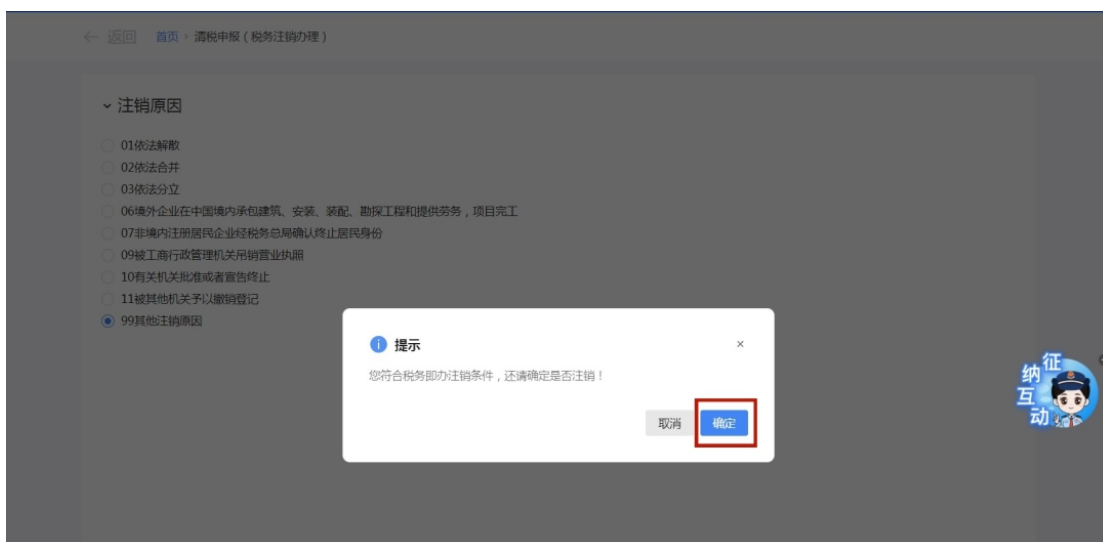 ← 返回 首页 > 清税申报(税务注销办理)
注销原因
01依法解散
02依法合并
03依法分立
06境外企业在中国境内承包建筑、安装、装配、勘探工程和提供劳务,项目完工
07非境内注册居民企业经税务总局确认终止居民身份
09被工商行政管理机关吊销营业执照
10有关机关批准或者宣告终止
11被其他机关予以撤销登记
99其他注销原因
提示
×
您符合税务即办注销条件,还请确定是否注销!
取消 确定
征
纳
互
动